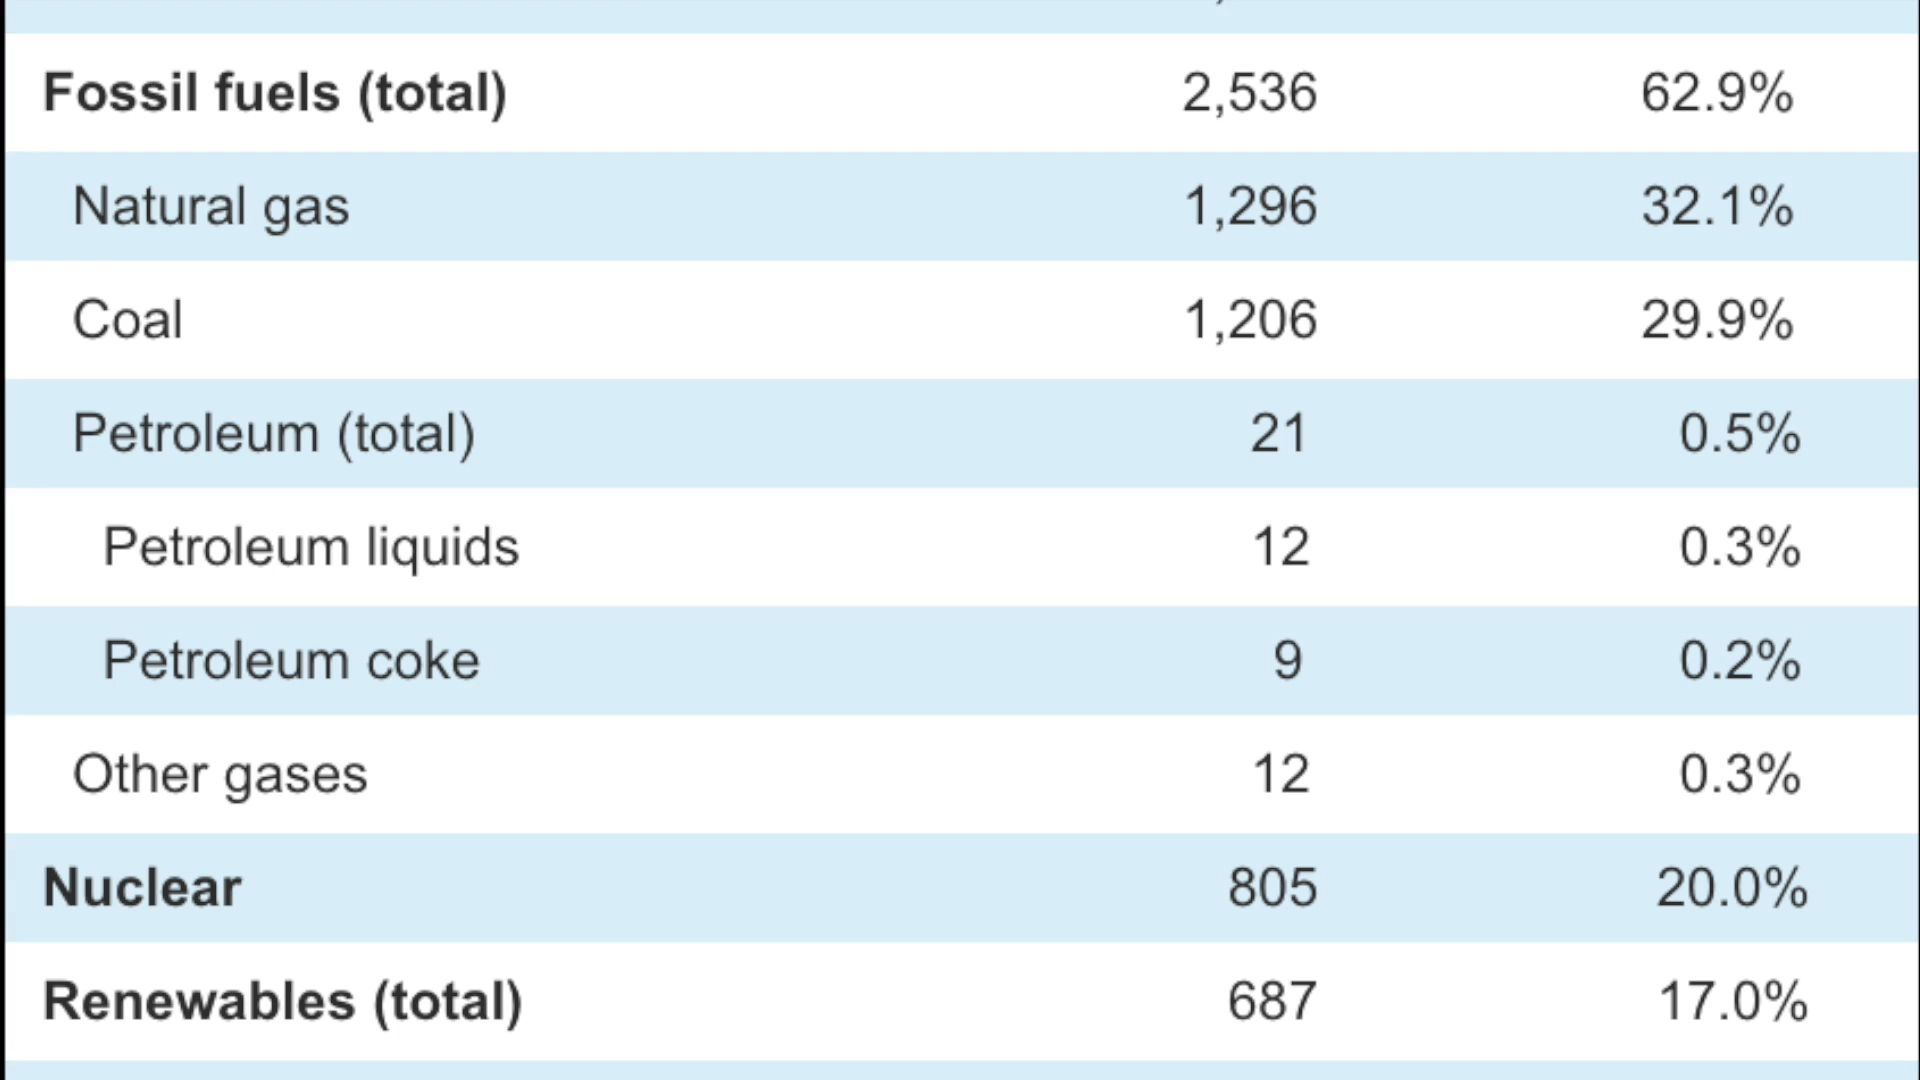 Fossil fuels (total) 2,536 62.9%
Natural gas 1,296 32.1%
Coal 1,206 29.9%
Petroleum (total) 21 0.5%
Petroleum liquids 12 0.3%
Petroleum coke 9 0.2%
Other gases 12 0.3%
Nuclear 805 20.0%
Renewables (total) 687 17.0%